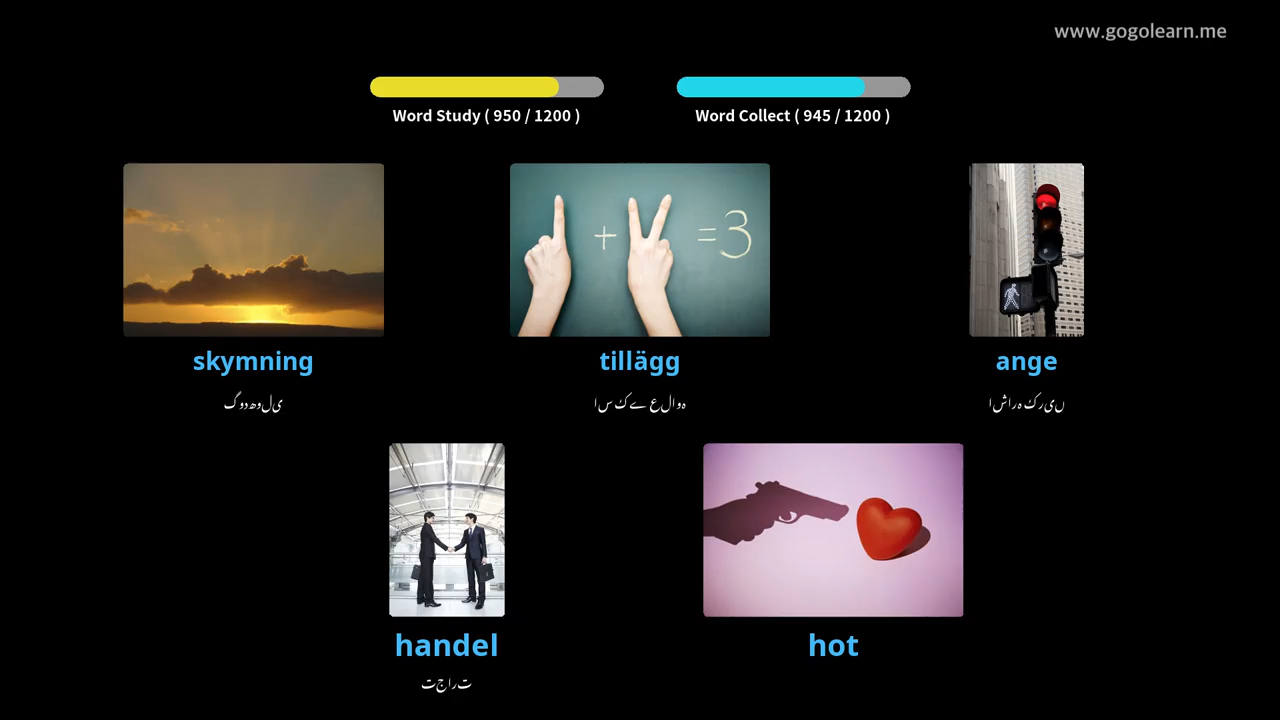 www.gogolearn.me
Word Study ( 950 / 1200 )
Word Collect ( 945 / 1200 )
+ =3
skymning
tillägg
ange
گودھولی
اس کے علاوہ
اشارہ کریں
handel
hot
تجارت